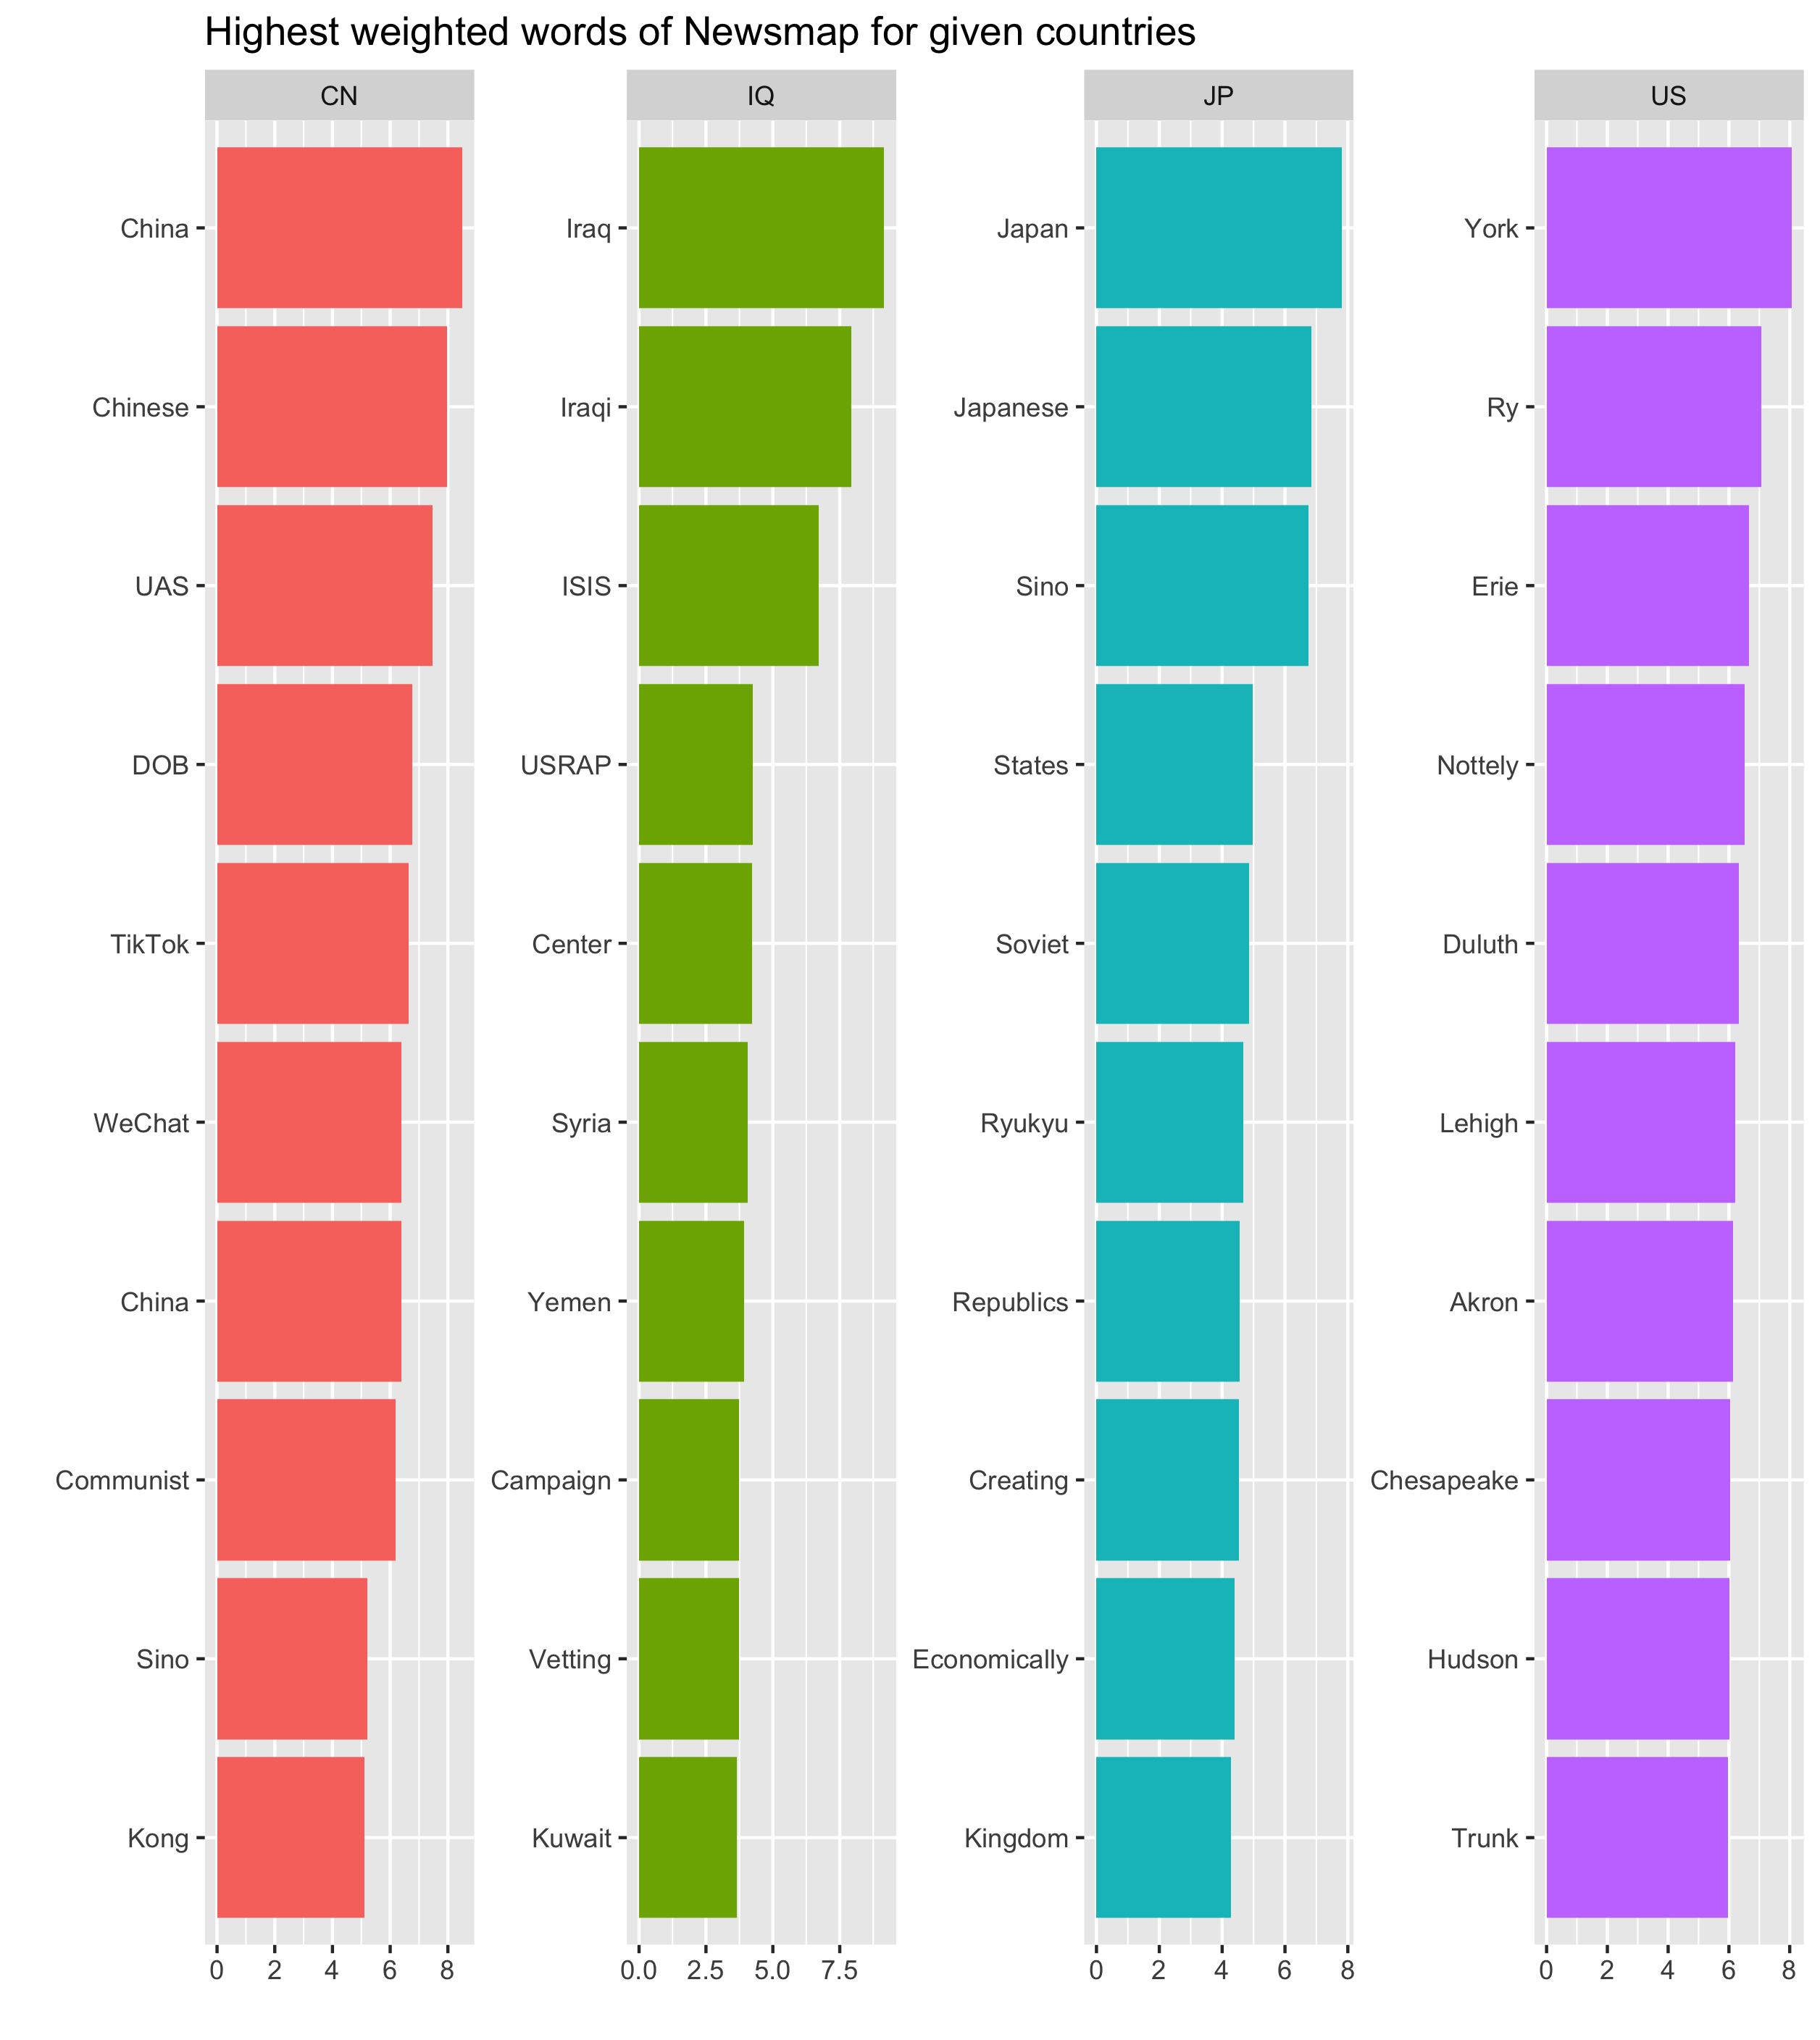 Highest weighted words of Newsmap for given countries
CN
China
Chinese
UAS
DOB
TikTok
WeChat
China
Communist
Sino
Kong
0 2 4 6 8
IQ
Iraq
Iraqi
ISIS
USRAP
Center
Syria
Yemen
Campaign
Vetting
Kuwait
0.0 2.5 5.0 7.5
JP
Japan
Japanese
Sino
States
Soviet
Ryukyu
Republics
Creating
Economically
Kingdom
0 2 4 6 8
US
York
Ry
Erie
Nottely
Duluth
Lehigh
Akron
Chesapeake
Hudson
Trunk
0 2 4 6 8